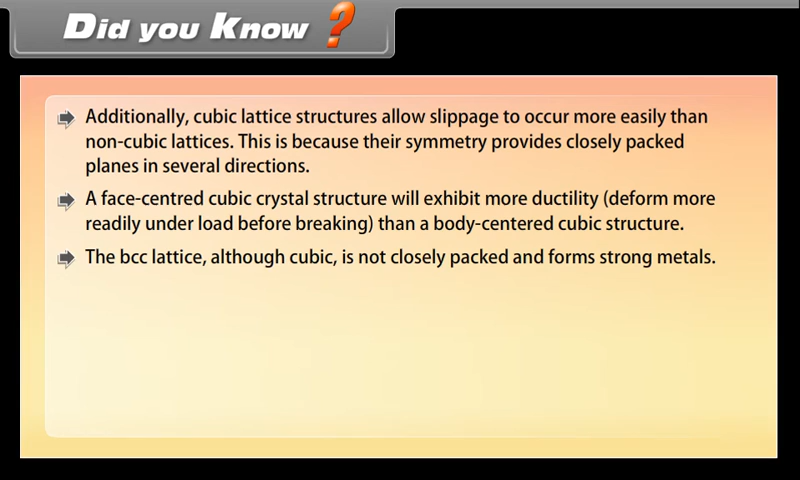 Did you Know ?
Additionally, cubic lattice structures allow slippage to occur more easily than
non-cubic lattices. This is because their symmetry provides closely packed
planes in several directions.
A face-centred cubic crystal structure will exhibit more ductility (deform more
readily under load before breaking) than a body-centered cubic structure.
The bcc lattice, although cubic, is not closely packed and forms strong metals.